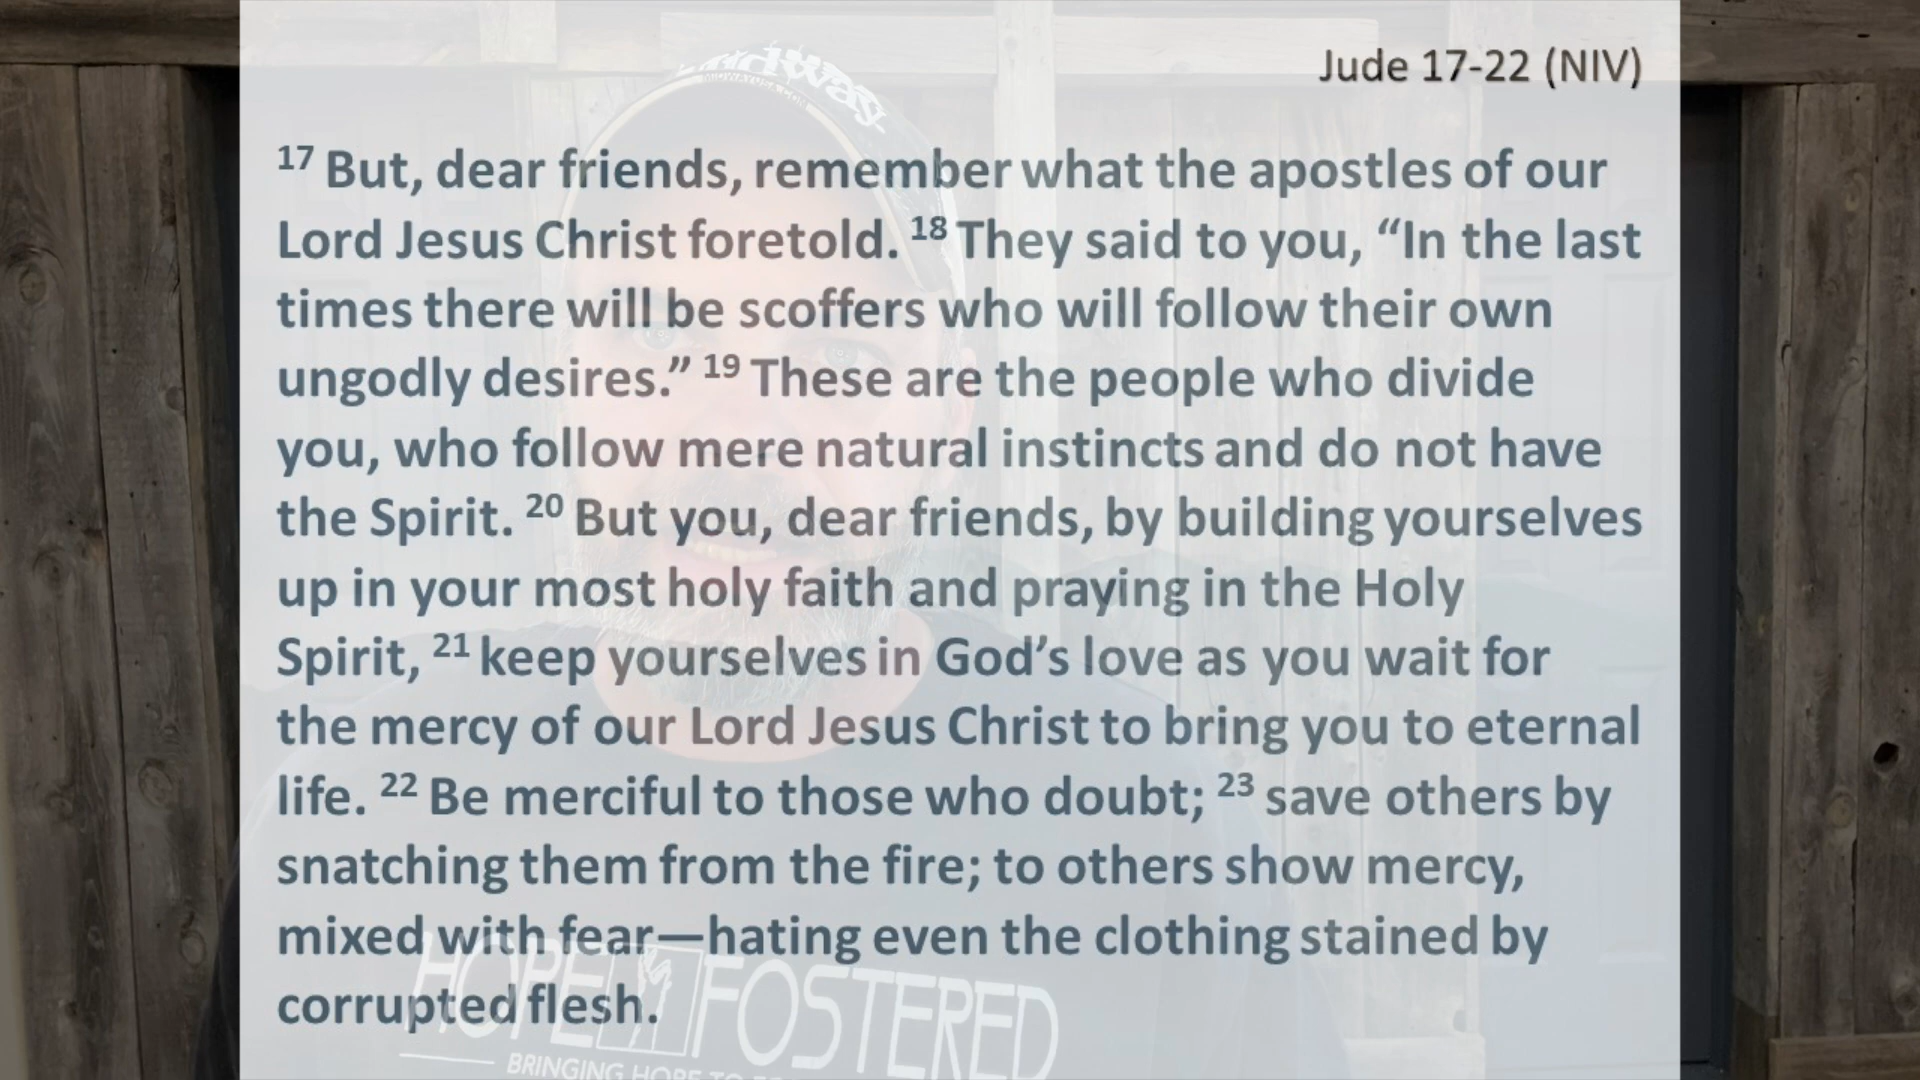 Jude 17-22 (NIV)
17 But, dear friends, remember what the apostles of our
Lord Jesus Christ foretold. 18 They said to you, “In the last
times there will be scoffers who will follow their own
ungodly desires.” 19 These are the people who divide
you, who follow mere natural instincts and do not have
the Spirit. 20 But you, dear friends, by building yourselves
up in your most holy faith and praying in the Holy
Spirit, 21 keep yourselves in God’s love as you wait for
the mercy of our Lord Jesus Christ to bring you to eternal
life. 22 Be merciful to those who doubt; 23 save others by
snatching them from the fire; to others show mercy,
mixed with fear—hating even the clothing stained by
corrupted flesh.
Midway
MIDWAYUSA.COM
HOPE FOSTERED
BRINGING HOPE TO